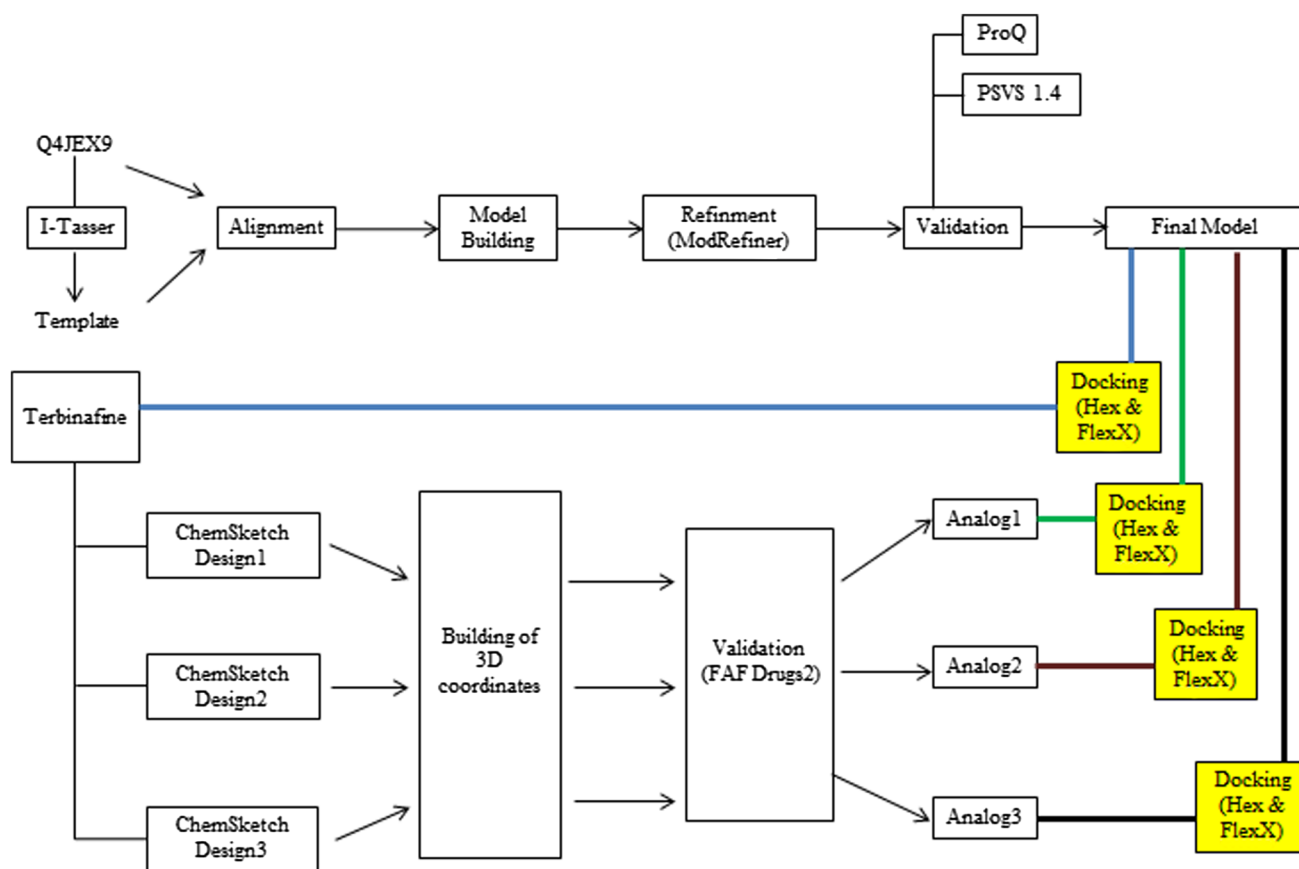 ProQ
PSVS 1.4
Q4JEX9
I-Tasser
Template
Alignment
Model
Building
Refinment
(ModRefiner)
Validation
Final Model
Terbinafine
Docking
(Hex &
FlexX)
ChemSketch
Design1
ChemSketch
Design2
ChemSketch
Design3
Building of
3D
coordinates
Validation
(FAF Drugs2)
Analog1
Docking
(Hex &
FlexX)
Analog2
Docking
(Hex &
FlexX)
Analog3
Docking
(Hex &
FlexX)